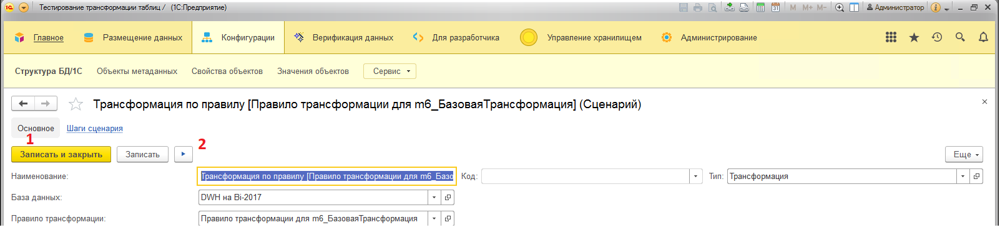 Тестирование трансформации таблиц / (1С:Предприятие)
M M+ M- Администратор
Главное Размещение данных Конфигурации Верификация данных Для разработчика Управление хранилищем Администрирование
Структура БД/1С Объекты метаданных Свойства объектов Значения объектов Сервис
Трансформация по правилу [Правило трансформации для m6_БазоваяТрансформация] (Сценарий)
Основное Шаги сценария
1 2
Записать и закрыть Записать Еще
Наименование: Трансформация по правилу [Правило трансформации для m6_Базо Код: Тип: Трансформация
База данных: DWH на Bi-2017
Правило трансформации: Правило трансформации для m6_БазоваяТрансформация